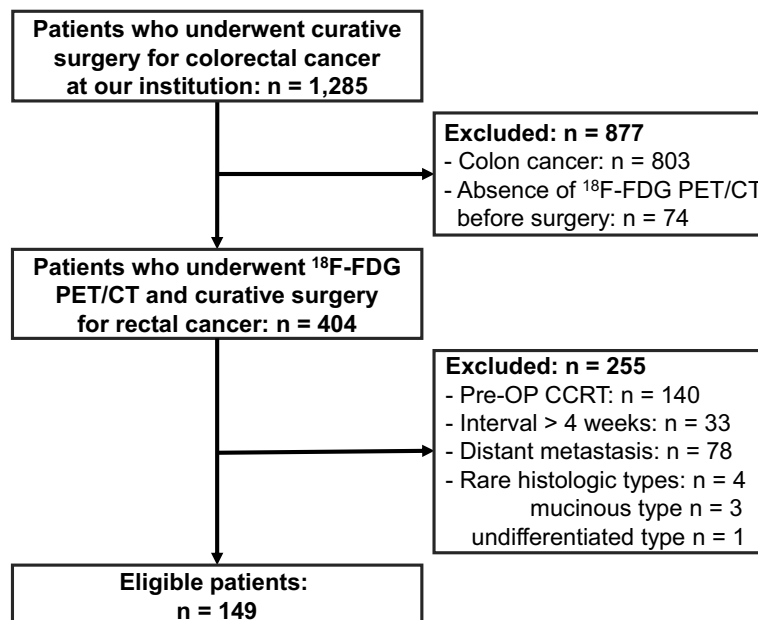 Patients who underwent curative
surgery for colorectal cancer
at our institution: n = 1,285
Excluded: n = 877
- Colon cancer: n = 803
- Absence of ¹⁸F-FDG PET/CT
before surgery: n = 74
Patients who underwent ¹⁸F-FDG
PET/CT and curative surgery
for rectal cancer: n = 404
Excluded: n = 255
- Pre-OP CCRT: n = 140
- Interval > 4 weeks: n = 33
- Distant metastasis: n = 78
- Rare histologic types: n = 4
mucinous type n = 3
undifferentiated type n = 1
Eligible patients:
n = 149